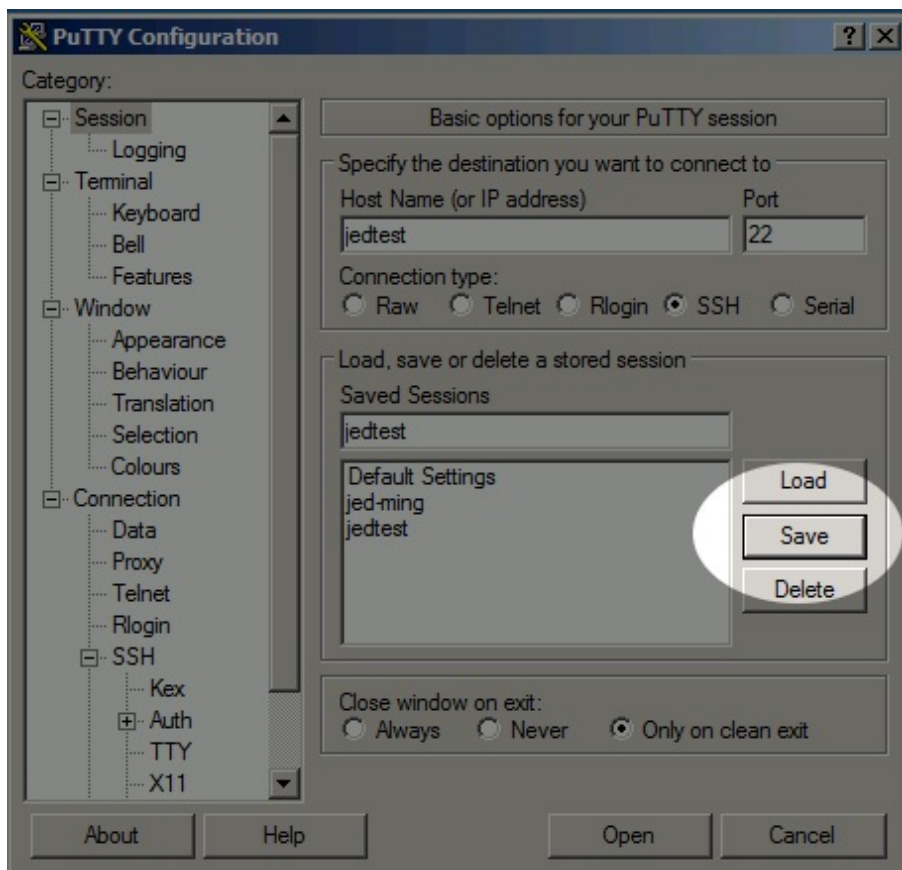 PuTTY Configuration
Category:
Session
Logging
Terminal
Keyboard
Bell
Features
Window
Appearance
Behaviour
Translation
Selection
Colours
Connection
Data
Proxy
Telnet
Rlogin
SSH
Kex
Auth
TTY
X11
Basic options for your PuTTY session
Specify the destination you want to connect to
Host Name (or IP address) Port
jedtest 22
Connection type:
Raw Telnet Rlogin SSH Serial
Load, save or delete a stored session
Saved Sessions
jedtest
Default Settings
jed-ming
jedtest
Load
Save
Delete
Close window on exit:
Always Never Only on clean exit
About Help Open Cancel